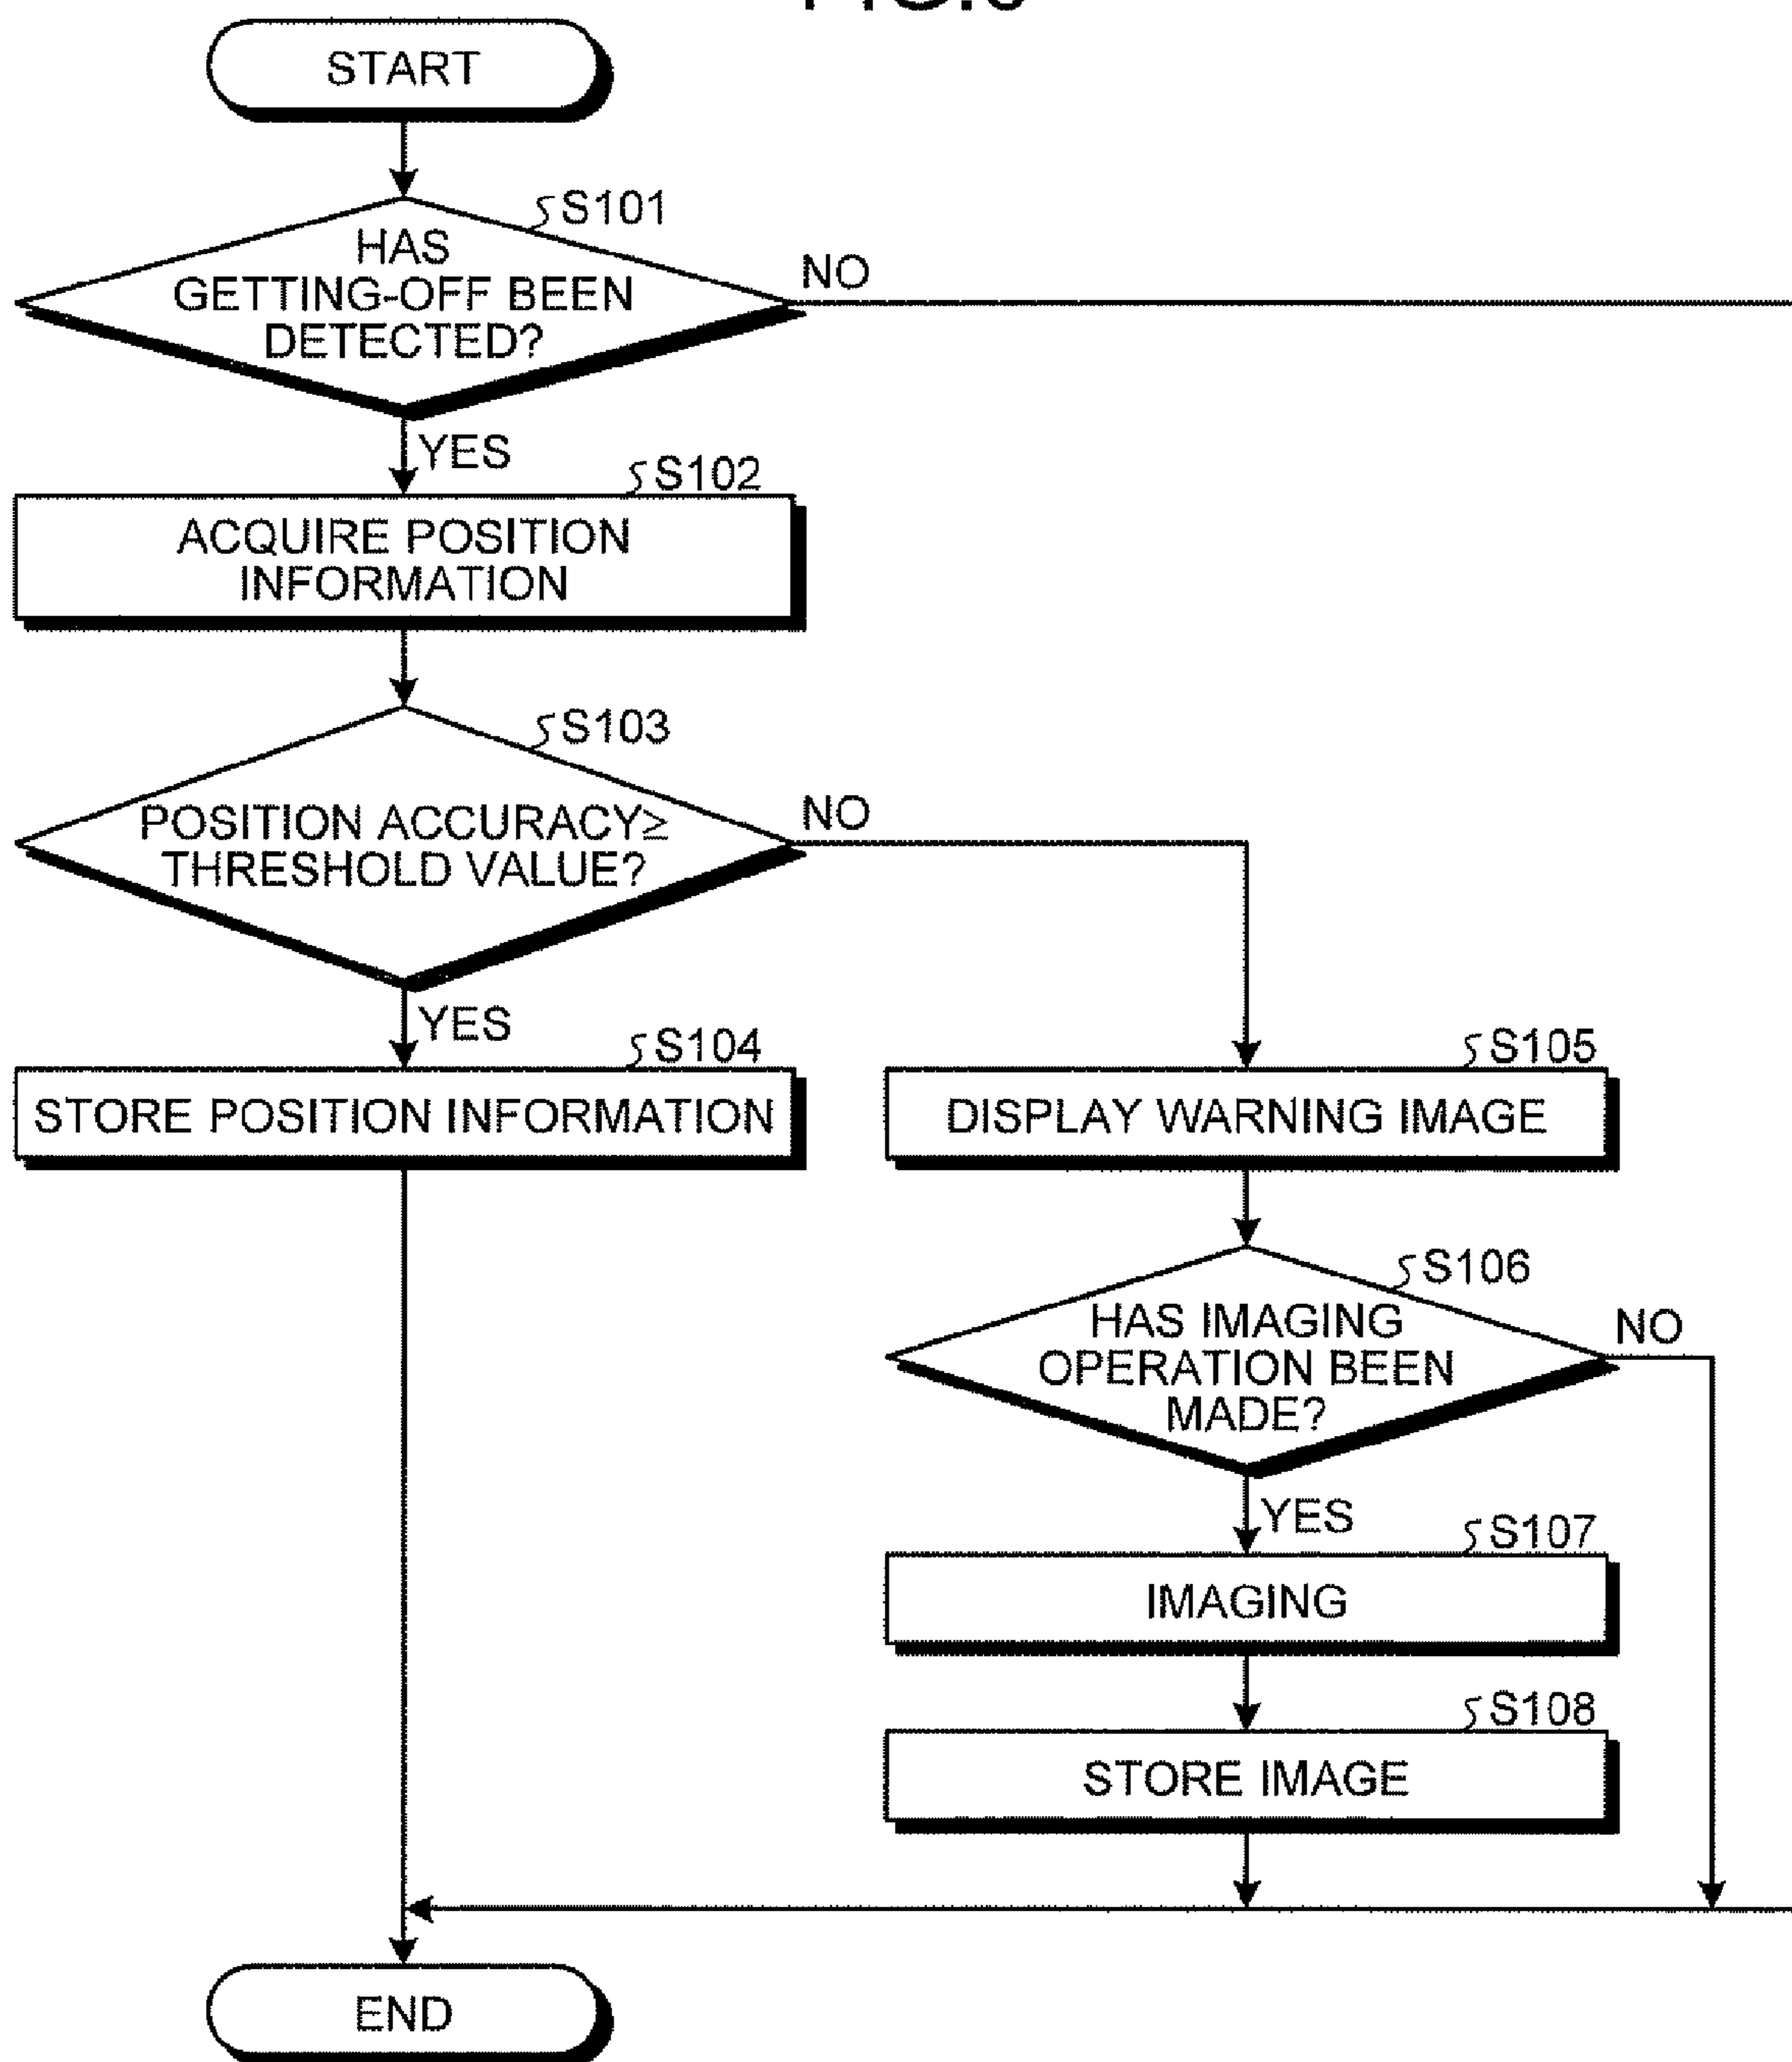 START
S101
HAS
GETTING-OFF BEEN
DETECTED?
NO
YES
S102
ACQUIRE POSITION
INFORMATION
S103
POSITION ACCURACY≥
THRESHOLD VALUE?
NO
YES
S104
STORE POSITION INFORMATION
S105
DISPLAY WARNING IMAGE
S106
HAS IMAGING
OPERATION BEEN
MADE?
NO
YES
S107
IMAGING
S108
STORE IMAGE
END